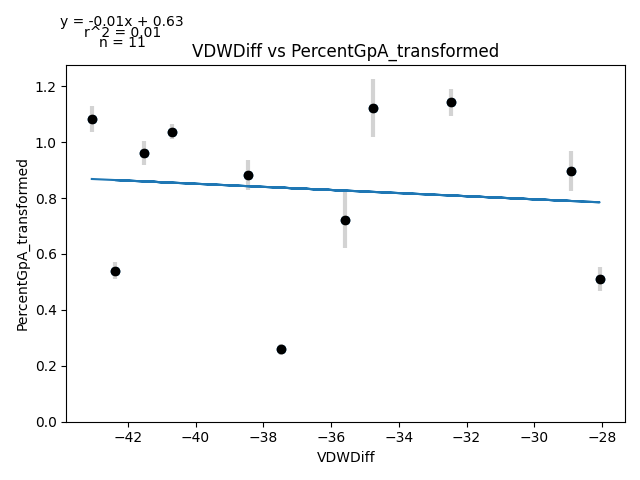 y = -0.01x + 0.63
r^2 = 0.01
n = 11
VDWDiff vs PercentGpA_transformed
PercentGpA_transformed
1.2
1.0
0.8
0.6
0.4
0.2
0.0
−42
−40
−38
−36
−34
−32
−30
−28
VDWDiff